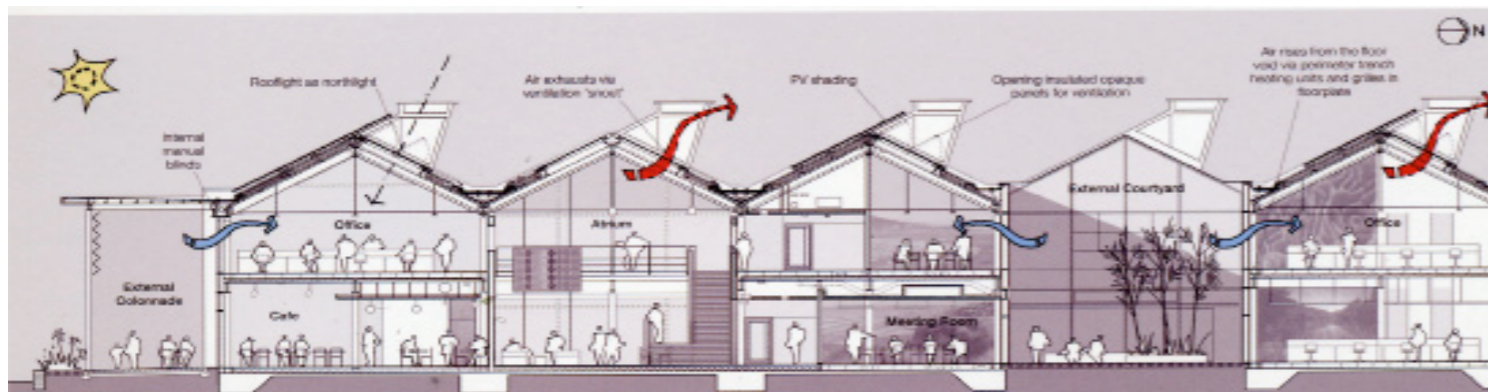 N
Rooflight as northlight
Air exhausts via
ventilation "snout"
PV shading
Opening insulated opaque
panels for ventilation
Air rises from the floor
void via perimeter trench
heating units and grilles in
floorplate
Internal
manual
blinds
External Courtyard
Office
Atrium
Office
External
Colonnade
Cafe
Meeting Room